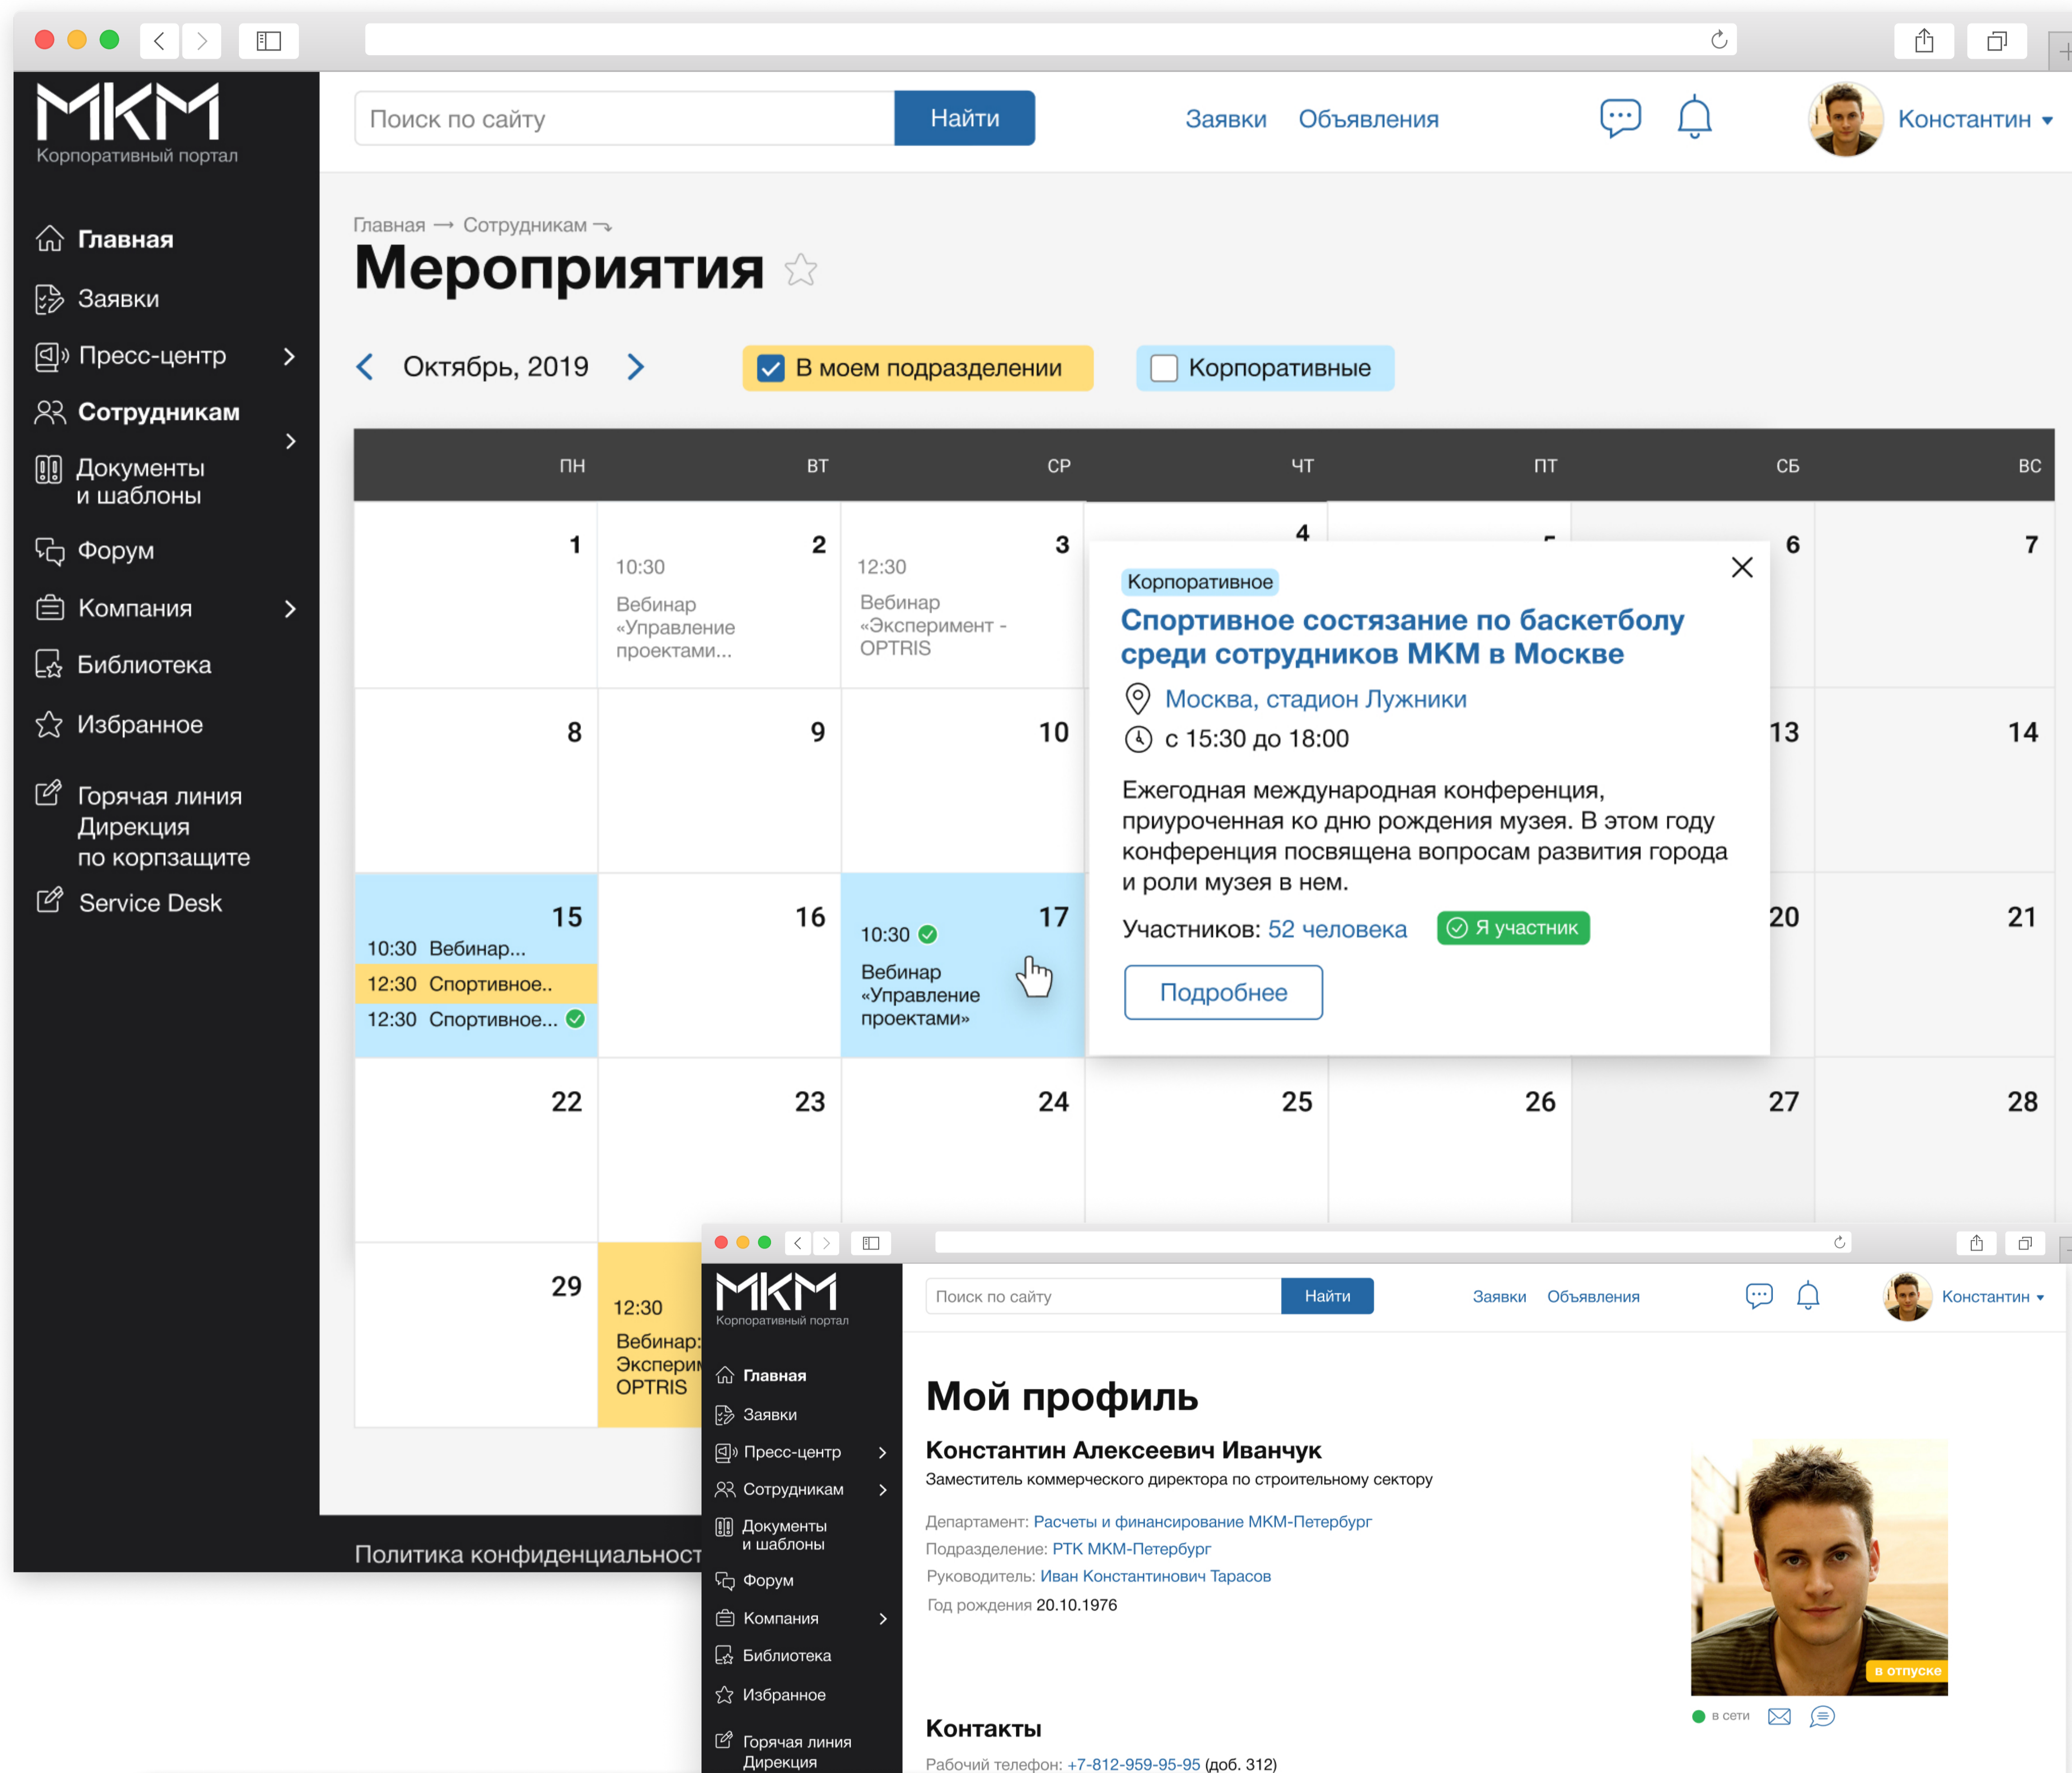 МКМ
Корпоративный портал
Поиск по сайту
Найти
Заявки
Объявления
Константин
Главная
Заявки
Пресс-центр
Сотрудникам
Документы
и шаблоны
Форум
Компания
Библиотека
Избранное
Горячая линия
Дирекция
по корпзащите
Service Desk
Главная → Сотрудникам
Мероприятия
Октябрь, 2019
В моем подразделении
Корпоративные
ПН ВТ СР ЧТ ПТ СБ ВС
1
2
10:30
Вебинар
«Управление
проектами...
3
12:30
Вебинар
«Эксперимент -
OPTRIS
4
6
7
8
9
10
13
14
15
10:30 Вебинар...
12:30 Спортивное..
12:30 Спортивное...
16
17
10:30
Вебинар
«Управление
проектами»
20
21
22
23
24
25
26
27
28
29
12:30
Вебинар:
OPTRIS
Корпоративное
Спортивное состязание по баскетболу
среди сотрудников МКМ в Москве
Москва, стадион Лужники
с 15:30 до 18:00
Ежегодная международная конференция,
приуроченная ко дню рождения музея. В этом году
конференция посвящена вопросам развития города
и роли музея в нем.
Участников: 52 человека
Я участник
Подробнее
Политика
МКМ
Корпоративный портал
Поиск по сайту
Найти
Заявки
Объявления
Константин
Главная
Заявки
Пресс-центр
Сотрудникам
Документы
и шаблоны
Форум
Компания
Библиотека
Избранное
Горячая линия
Дирекция
Мой профиль
Константин Алексеевич Иванчук
Заместитель коммерческого директора по строительному сектору
Департамент: Расчеты и финансирование МКМ-Петербург
Подразделение: РТК МКМ-Петербург
Руководитель: Иван Константинович Тарасов
Год рождения 20.10.1976
в отпуске
в сети
Контакты
Рабочий телефон: +7-812-959-95-95 (доб. 312)